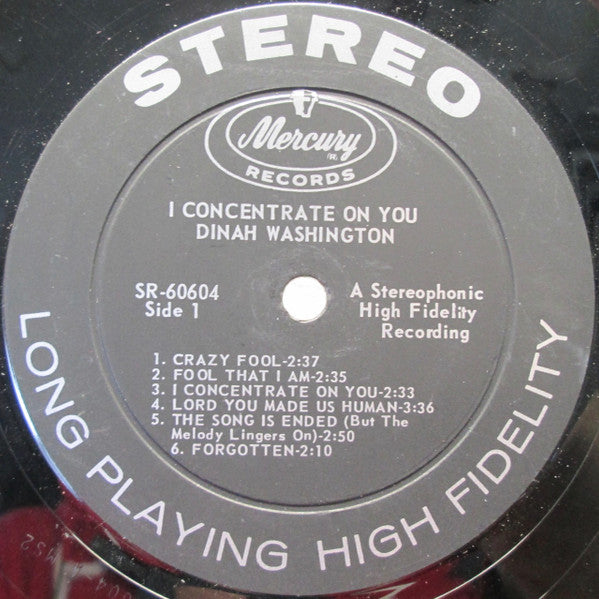 STEREO
Mercury
(R)
RECORDS
I CONCENTRATE ON YOU
DINAH WASHINGTON
SR-60604
Side 1
A Stereophonic
High Fidelity
Recording
1. CRAZY FOOL-2:37
2. FOOL THAT I AM-2:35
3. I CONCENTRATE ON YOU-2:33
4. LORD YOU MADE US HUMAN-3:36
5. THE SONG IS ENDED (But The
Melody Lingers On)-2:50
6. FORGOTTEN-2:10
LONG PLAYING HIGH FIDELITY